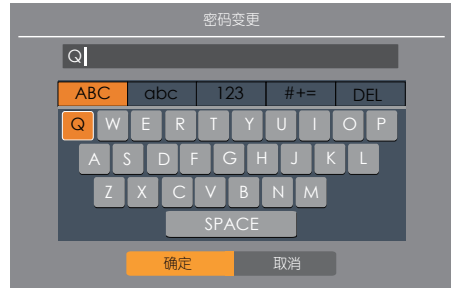 密码变更
Q
ABC abc 123 #+= DEL
Q W E R T Y U I O P
A S D F G H J K L
Z X C V B N M
SPACE
确定 取消